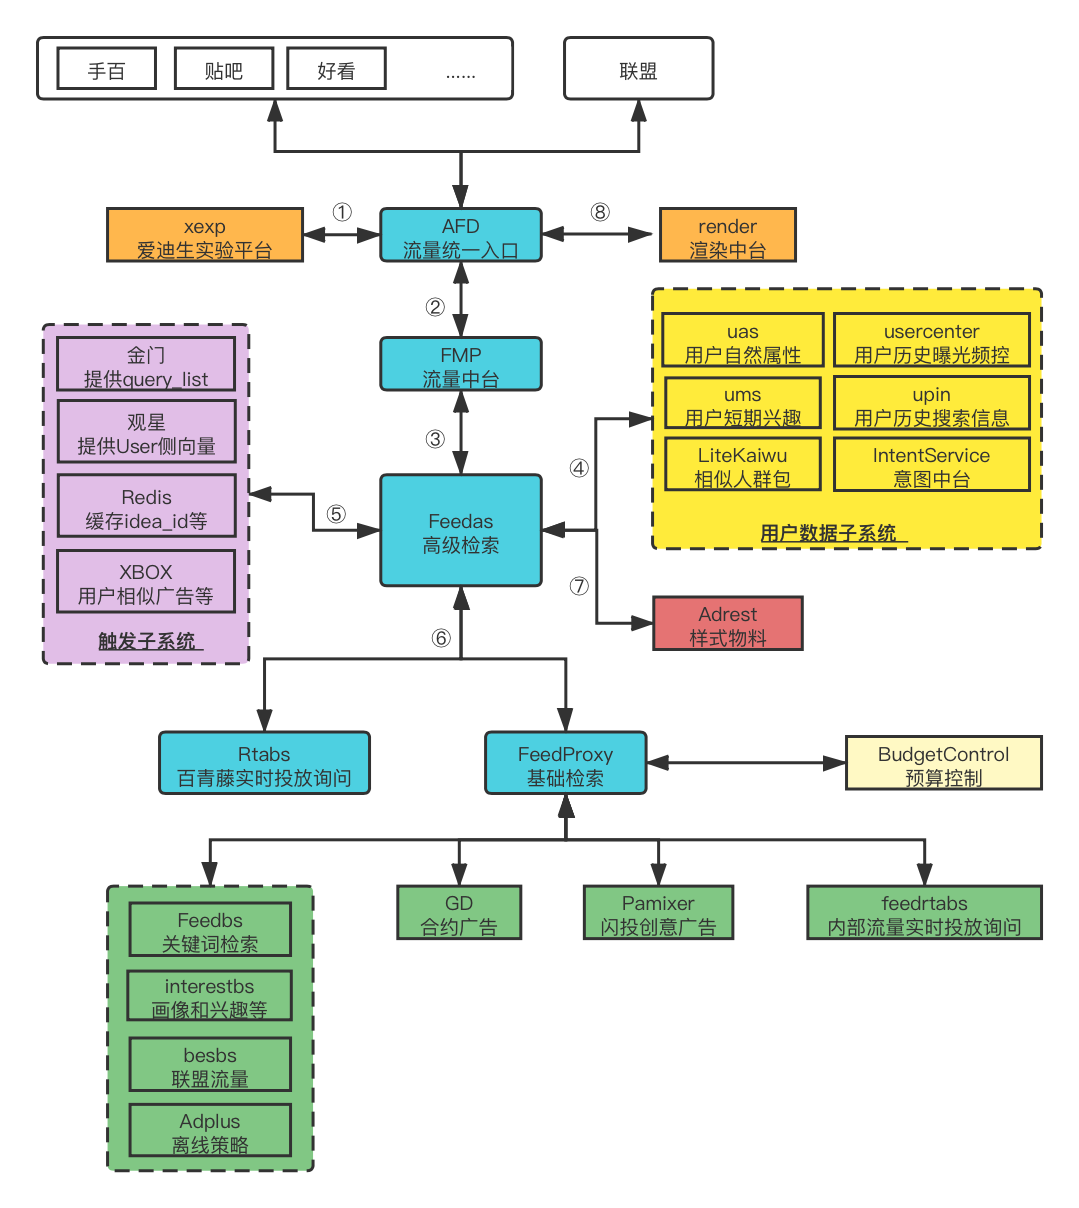 手百
贴吧
好看
......
联盟
①
⑧
xexp
爱迪生实验平台
AFD
流量统一入口
render
渲染中台
②
FMP
流量中台
③
金门
提供query_list
观星
提供User侧向量
Redis
缓存idea_id等
XBOX
用户相似广告等
触发子系统
uas
用户自然属性
usercenter
用户历史曝光频控
ums
用户短期兴趣
upin
用户历史搜索信息
LiteKaiwu
相似人群包
IntentService
意图中台
用户数据子系统
④
⑤
Feedas
高级检索
⑦
Adrest
样式物料
⑥
Rtabs
百青藤实时投放询问
FeedProxy
基础检索
BudgetControl
预算控制
Feedbs
关键词检索
interestbs
画像和兴趣等
besbs
联盟流量
Adplus
离线策略
GD
合约广告
Pamixer
闪投创意广告
feedrtabs
内部流量实时投放询问